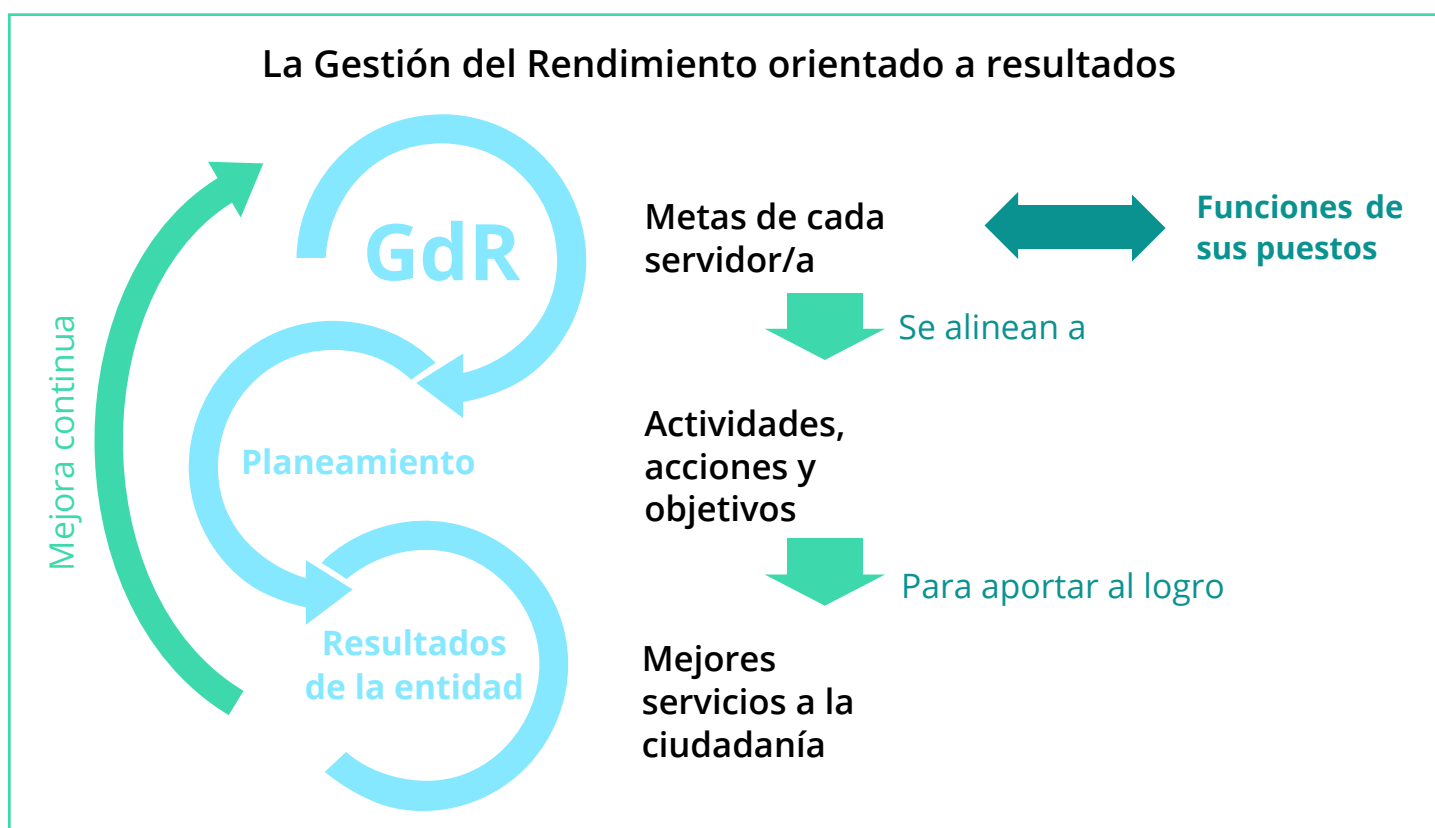 La Gestión del Rendimiento orientado a resultados
GdR
Metas de cada
servidor/a
Funciones de
sus puestos
Se alinean a
Mejora continua
Planeamiento
Actividades,
acciones y
objetivos
Para aportar al logro
Resultados
de la entidad
Mejores
servicios a la
ciudadanía